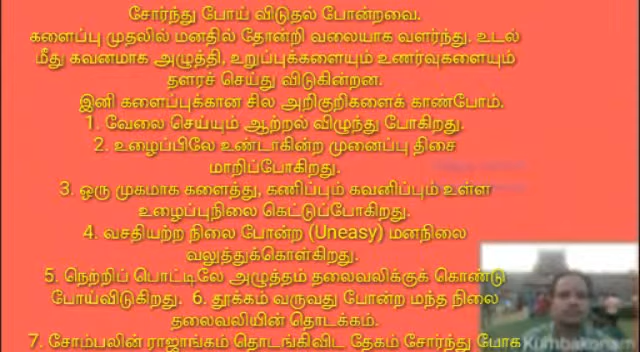 சோர்ந்து போய் விடுதல் போன்றவை.
களைப்பு முதலில் மனதில் தோன்றி வலையாக வளர்ந்து. உடல்
மீது கவனமாக அழுத்தி, உறுப்புக்களையும் உணர்வுகளையும்
தளரச் செய்து விடுகின்றன.
இனி களைப்புக்கான சில அறிகுறிகளைக் காண்போம்.
1. வேலை செய்யும் ஆற்றல் விழுந்து போகிறது.
2. உழைப்பிலே உண்டாகின்ற முனைப்பு திசை
மாறிப்போகிறது.
3. ஒரு முகமாக களைத்து, கணிப்பும் கவனிப்பும் உள்ள
உழைப்புநிலை கெட்டுப்போகிறது.
4. வசதியற்ற நிலை போன்ற (Uneasy) மனநிலை
வலுத்துக்கொள்கிறது.
5. நெற்றிப் பொட்டிலே அழுத்தம் தலைவலிக்குக் கொண்டு
போய்விடுகிறது. 6. தூக்கம் வருவது போன்ற மந்த நிலை
தலைவலியின் தொடக்கம்.
7. சோம்பலின் ராஜாங்கம் தொடங்கிவிட தேகம் சோர்ந்து போக
Kumbakonam